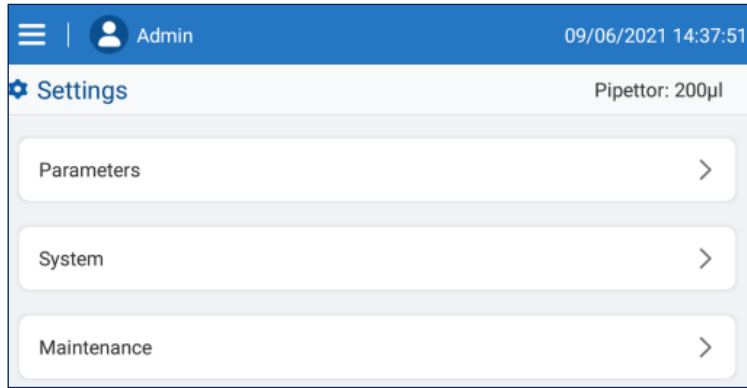 Admin 09/06/2021 14:37:51
Settings Pipettor: 200µl
Parameters
System
Maintenance